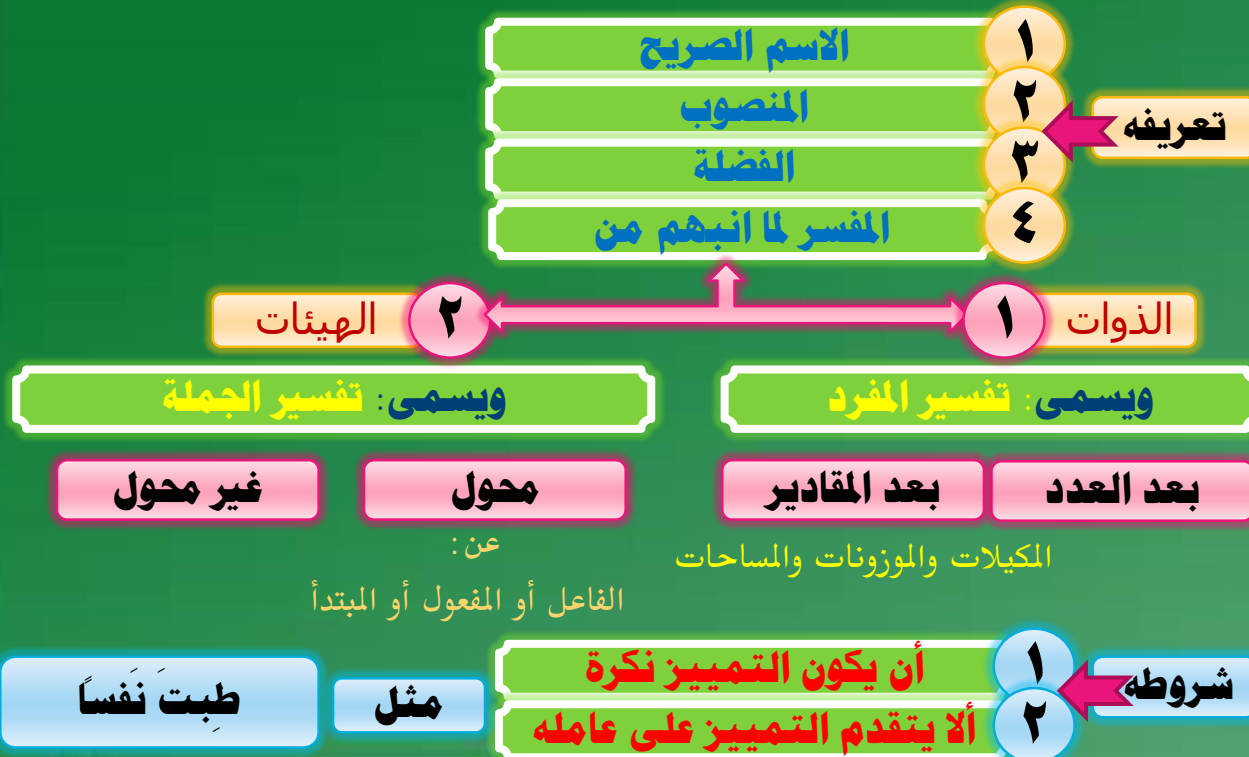 تعريفه
١ الاسم الصريح
٢ المنصوب
٣ الفضلة
٤ المفسر لما انبهم من
الذوات ١
٢ الهيئات
ويسمى: تفسير المفرد
ويسمى: تفسير الجملة
بعد العدد
بعد المقادير
محول
غير محول
المكيلات والموزونات والمساحات
عن:
الفاعل أو المفعول أو المبتدأ
شروطه
١ أن يكون التمييز نكرة
٢ ألا يتقدم التمييز على عامله
مثل
طِبتَ نَفسًا